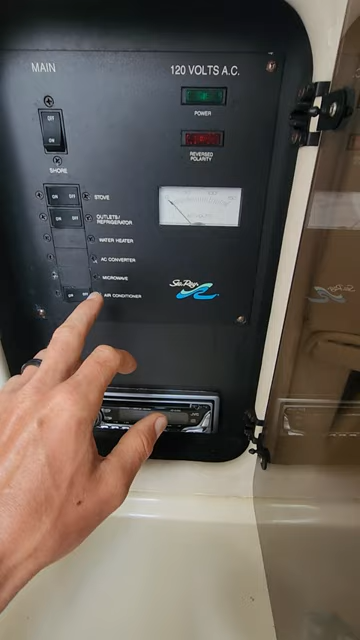 MAIN
120 VOLTS A.C.
OFF
ON
POWER
REVERSED
POLARITY
SHORE
ON OFF
STOVE
ON OFF
OUTLETS/
REFRIGERATOR
WATER HEATER
AC CONVERTER
MICROWAVE
ON
AIR CONDITIONER
Sea Ray
JVC